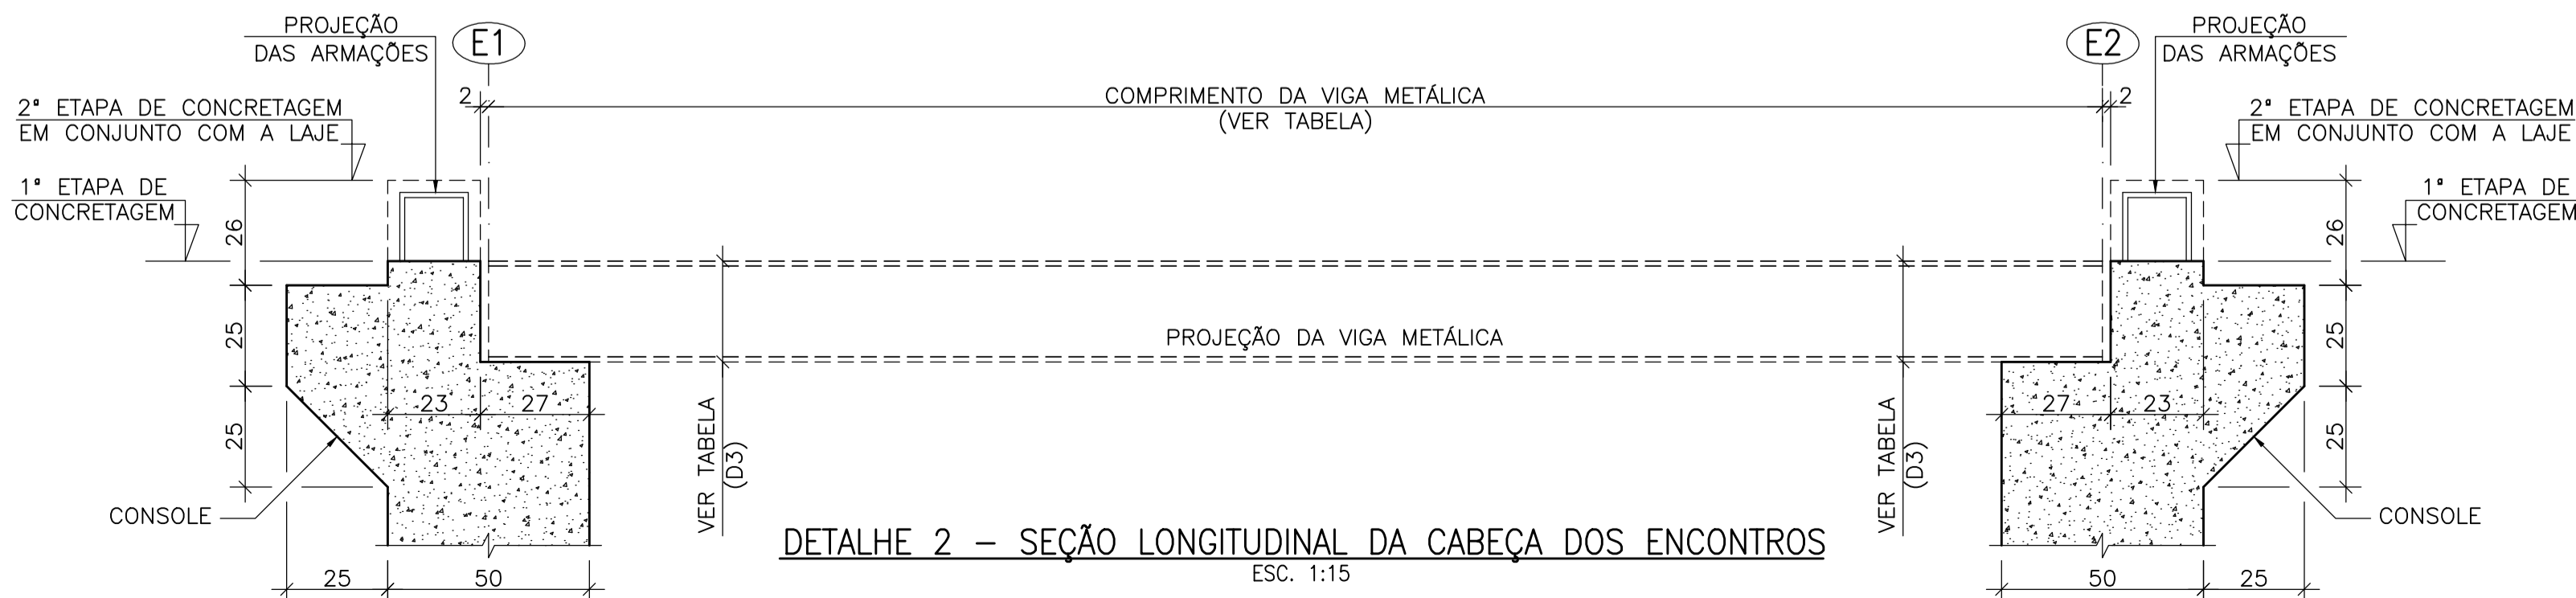 PROJEÇÃO
DAS ARMAÇÕES
E1
E2
PROJEÇÃO
DAS ARMAÇÕES
2ª ETAPA DE CONCRETAGEM
EM CONJUNTO COM A LAJE
2
COMPRIMENTO DA VIGA METÁLICA
(VER TABELA)
2
2ª ETAPA DE CONCRETAGEM
EM CONJUNTO COM A LAJE
1ª ETAPA DE
CONCRETAGEM
1ª ETAPA DE
CONCRETAGEM
26
26
25
PROJEÇÃO DA VIGA METÁLICA
25
23
27
27
23
25
VER TABELA
(D3)
VER TABELA
(D3)
25
CONSOLE
CONSOLE
DETALHE 2 – SEÇÃO LONGITUDINAL DA CABEÇA DOS ENCONTROS
ESC. 1:15
25
50
50
25